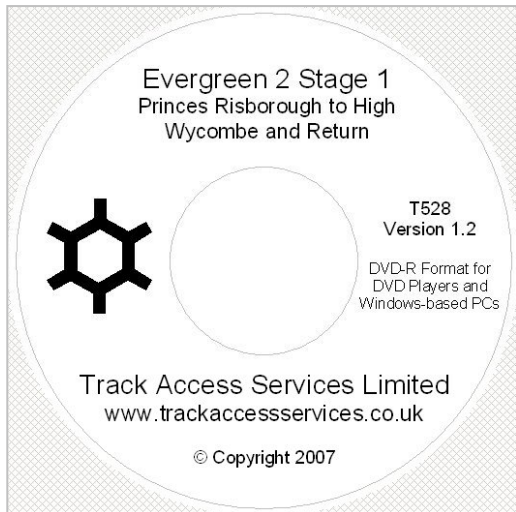 Evergreen 2 Stage 1
Princes Risborough to High
Wycombe and Return
T528
Version 1.2
DVD-R Format for
DVD Players and
Windows-based PCs
Track Access Services Limited
www.trackaccessservices.co.uk
© Copyright 2007